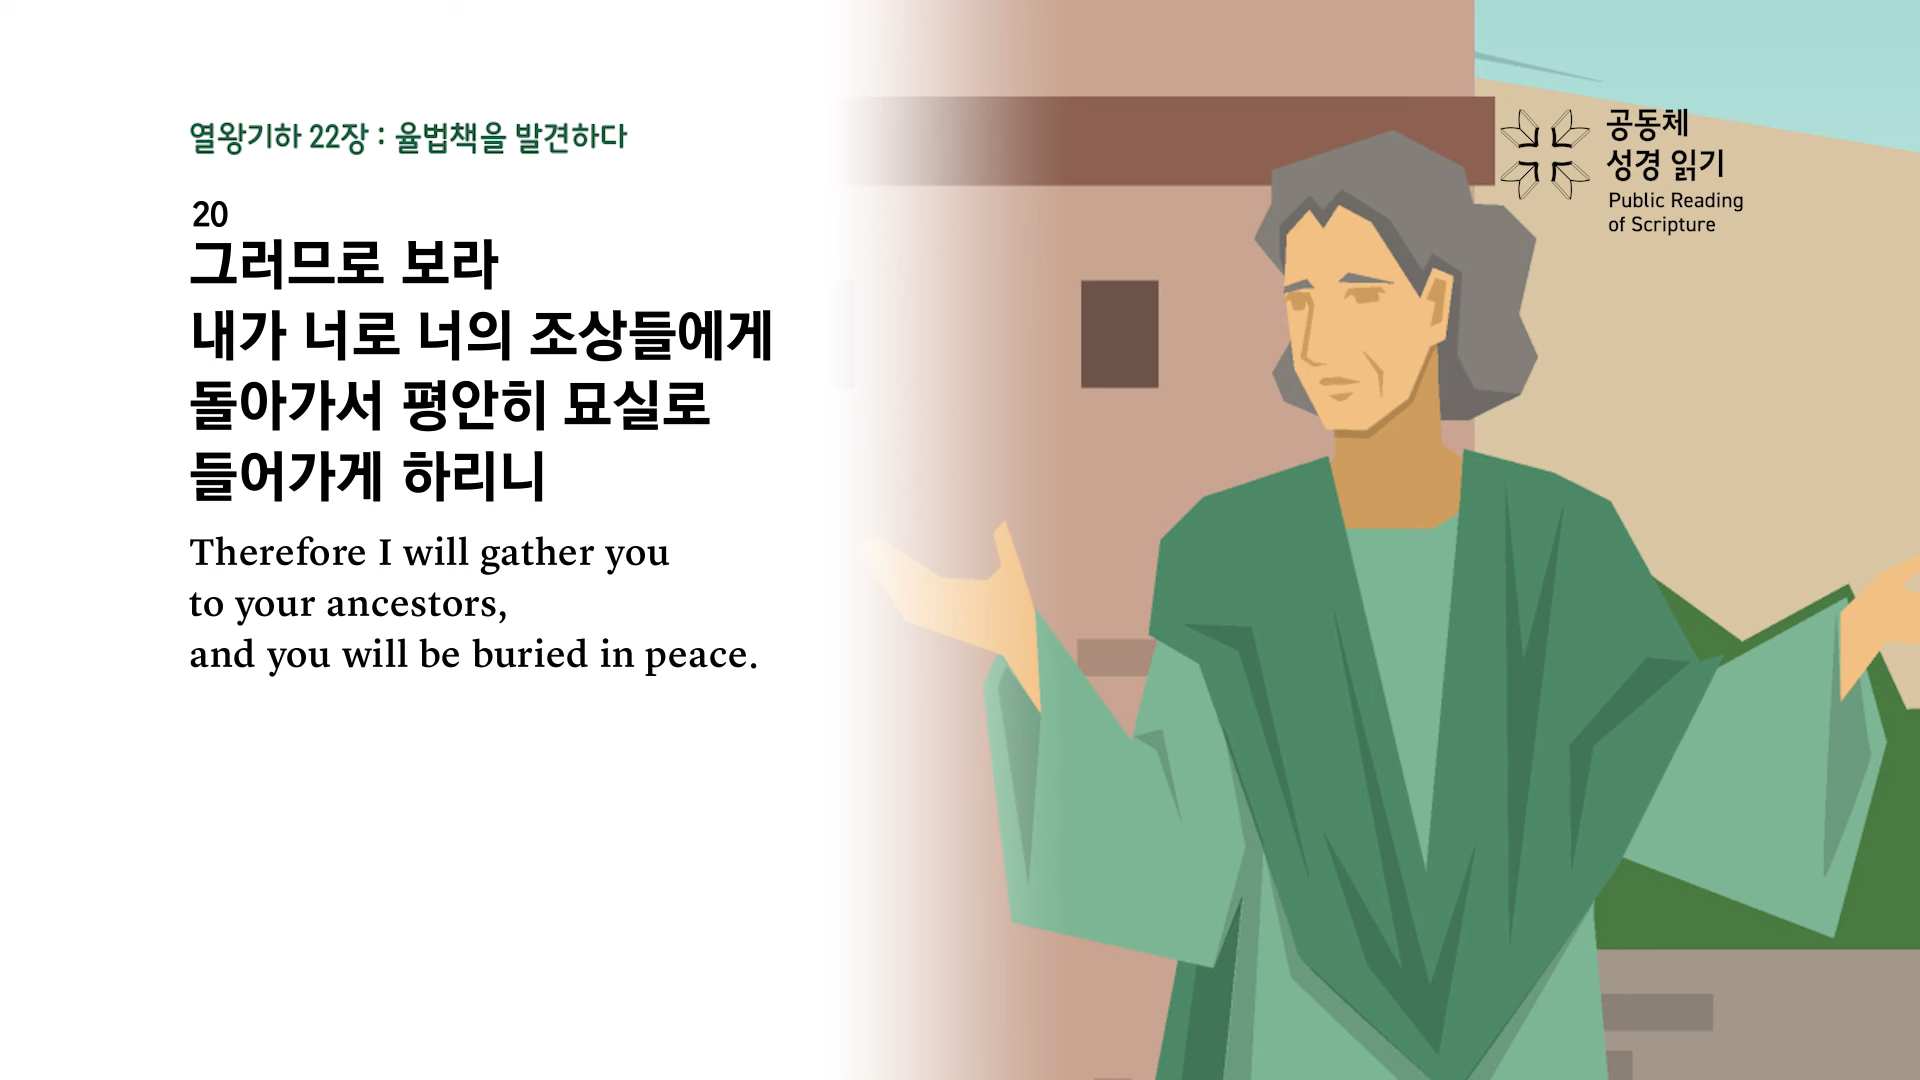 열왕기하 22장 : 율법책을 발견하다
20
그러므로 보라
내가 너로 너의 조상들에게
돌아가서 평안히 묘실로
들어가게 하리니
Therefore I will gather you
to your ancestors,
and you will be buried in peace.
공동체
성경 읽기
Public Reading
of Scripture